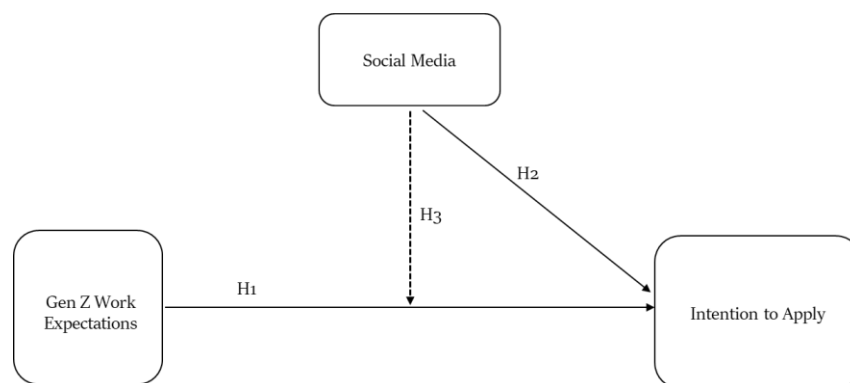 Social Media
H2
H3
H1
Gen Z Work
Expectations
Intention to Apply